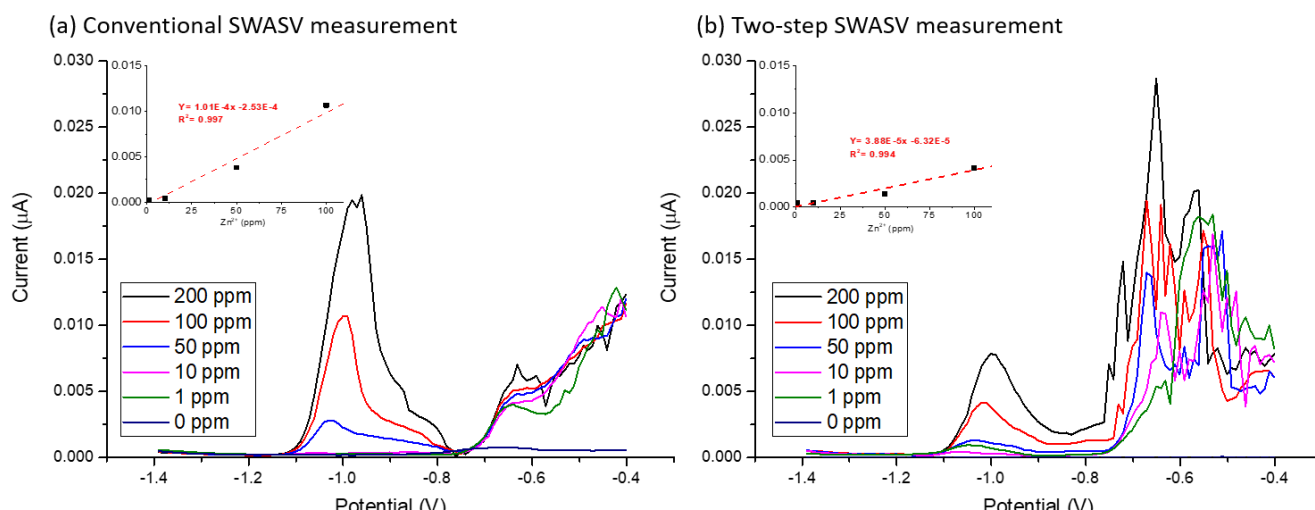 (a) Conventional SWASV measurement
0.030
0.025
0.020
0.015
0.010
0.005
0.000
Current (μA)
0.015
0.010
0.005
0.000
Y= 1.01E-4x -2.53E-4
R²= 0.997
0 25 50 75 100
Zn²⁺ (ppm)
200 ppm
100 ppm
50 ppm
10 ppm
1 ppm
0 ppm
-1.4 -1.2 -1.0 -0.8 -0.6 -0.4
Potential (V)
(b) Two-step SWASV measurement
0.030
0.025
0.020
0.015
0.010
0.005
0.000
Current (μA)
0.015
0.010
0.005
0.000
Y= 3.88E-5x -6.32E-5
R²= 0.994
0 25 50 75 100
Zn²⁺ (ppm)
200 ppm
100 ppm
50 ppm
10 ppm
1 ppm
0 ppm
-1.4 -1.2 -1.0 -0.8 -0.6 -0.4
Potential (V)